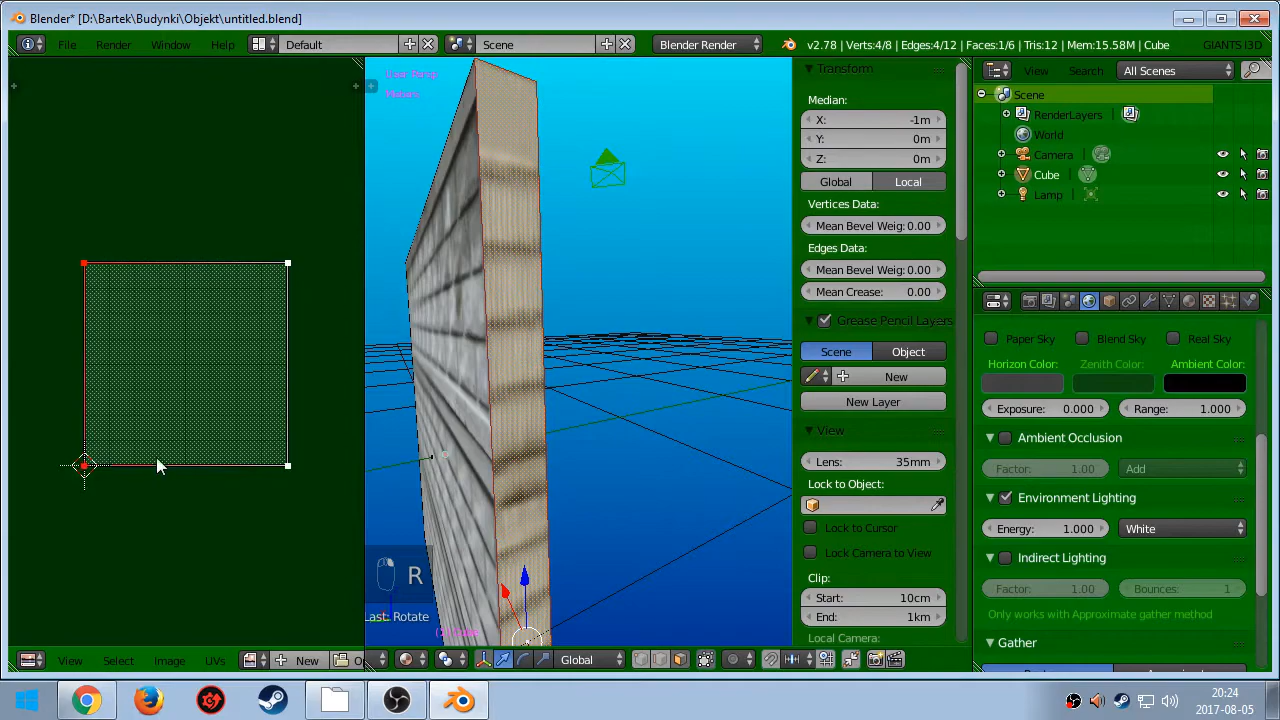 Blender* [D:\Bartek\Budynki\Objekt\untitled.blend]
File Render Window Help Default Scene Blender Render v2.78 | Verts:4/8 | Edges:4/12 | Faces:1/6 | Tris:12 | Mem:15.58M | Cube GIANTS I3D
View Search All Scenes
Scene
RenderLayers
World
Camera
Cube
Lamp
User Persp
R
Last: Rotate
View Select Image UVs New
Global
Transform
Median:
X: -1m
Y: 0m
Z: 0m
Global Local
Vertices Data:
Mean Bevel Weig: 0.00
Edges Data:
Mean Bevel Weig: 0.00
Mean Crease: 0.00
Grease Pencil Layers
Scene Object
New
New Layer
View
Lens: 35mm
Lock to Object:
Lock to Cursor
Lock Camera to View
Clip:
Start: 10cm
End: 1km
Local Camera:
Paper Sky Blend Sky Real Sky
Horizon Color: Zenith Color: Ambient Color:
Exposure: 0.000 Range: 1.000
Ambient Occlusion
Factor: 1.00 Add
Environment Lighting
Energy: 1.000 White
Indirect Lighting
Factor: 1.00 Bounces: 1
Only works with Approximate gather method
Gather
20:24
2017-08-05